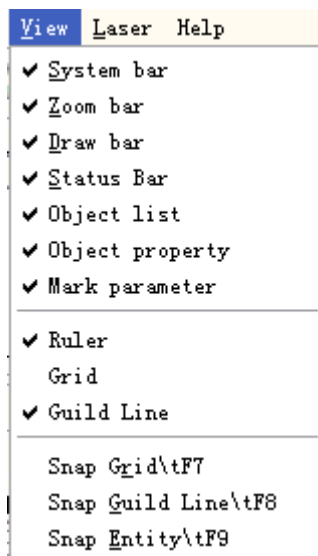 View Laser Help
System bar
Zoom bar
Draw bar
Status Bar
Object list
Object property
Mark parameter
Ruler
Grid
Guild Line
Snap Grid\tF7
Snap Guild Line\tF8
Snap Entity\tF9